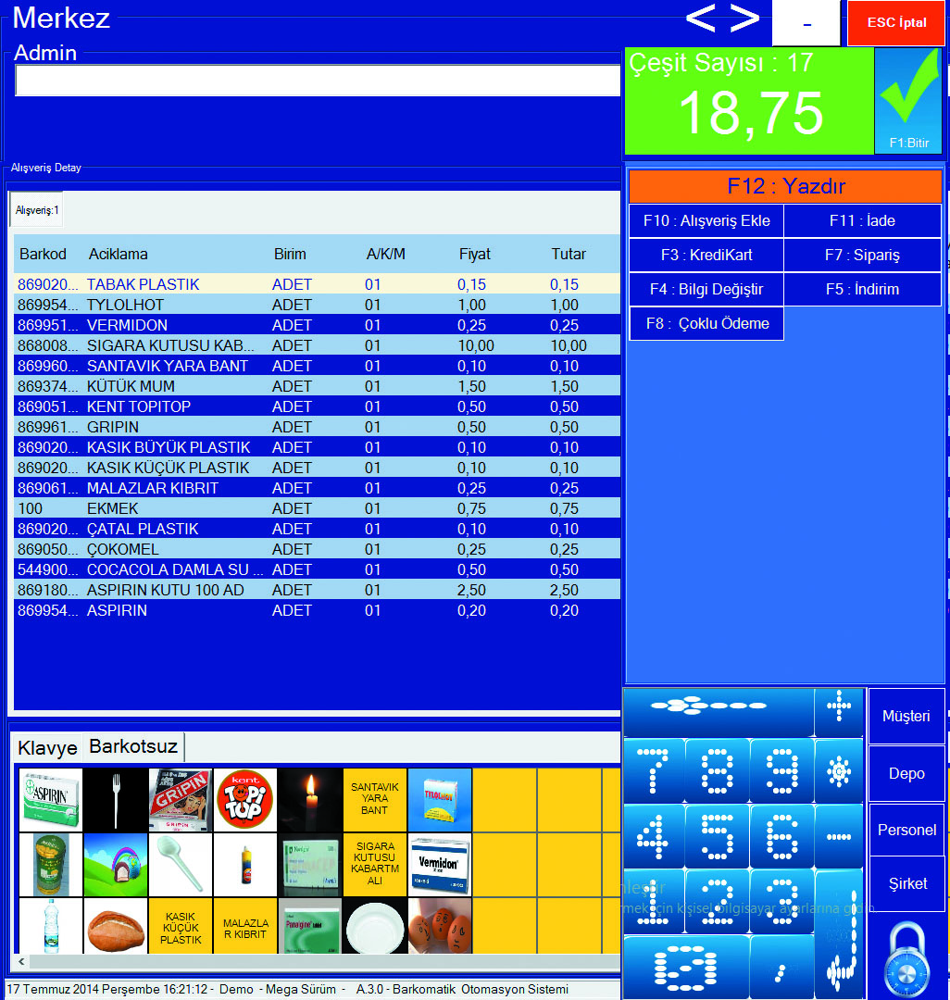 Merkez
< >
-
ESC İptal
Admin
Çeşit Sayısı : 17
18,75
F1:Bitir
Alışveriş Detay
Alışveriş:1
F12 : Yazdır
F10 : Alışveriş Ekle
F11 : İade
F3 : KrediKart
F7 : Sipariş
F4 : Bilgi Değiştir
F5 : İndirim
F8 : Çoklu Ödeme
Barkod Aciklama Birim A/K/M Fiyat Tutar
869020... TABAK PLASTIK ADET 01 0,15 0,15
869954... TYLOLHOT ADET 01 1,00 1,00
869951... VERMIDON ADET 01 0,25 0,25
868008... SIGARA KUTUSU KAB... ADET 01 10,00 10,00
869960... SANTAVIK YARA BANT ADET 01 0,10 0,10
869374... KÜTÜK MUM ADET 01 1,50 1,50
869051... KENT TOPITOP ADET 01 0,50 0,50
869961... GRIPIN ADET 01 0,50 0,50
869020... KASIK BÜYÜK PLASTIK ADET 01 0,10 0,10
869020... KASIK KÜÇÜK PLASTIK ADET 01 0,10 0,10
869061... MALAZLAR KIBRIT ADET 01 0,25 0,25
100 EKMEK ADET 01 0,75 0,75
869020... ÇATAL PLASTIK ADET 01 0,10 0,10
869050... ÇOKOMEL ADET 01 0,25 0,25
544900... COCACOLA DAMLA SU ... ADET 01 0,50 0,50
869180... ASPIRIN KUTU 100 AD ADET 01 2,50 2,50
869954... ASPIRIN ADET 01 0,20 0,20
Klavye
Barkotsuz
ASPIRIN
GRIPIN
GRIPIN
kent
TOPi
TOP
SANTAVIK
YARA
BANT
TYLOLHOT
SIGARA
KUTUSU
KABARTM
ALI
Vermidon
KASIK
KÜÇÜK
PLASTIK
MALAZLA
R KIBRIT
Panalgine
+
7 8 9 *
4 5 6 -
1 2 3
0 ,
Müşteri
Depo
Personel
Şirket
nleştir
mek için kişisel bilgisayar ayarlarına gidin.
<
17 Temmuz 2014 Perşembe 16:21:12 - Demo - Mega Sürüm - A.3.0 - Barkomatik Otomasyon Sistemi